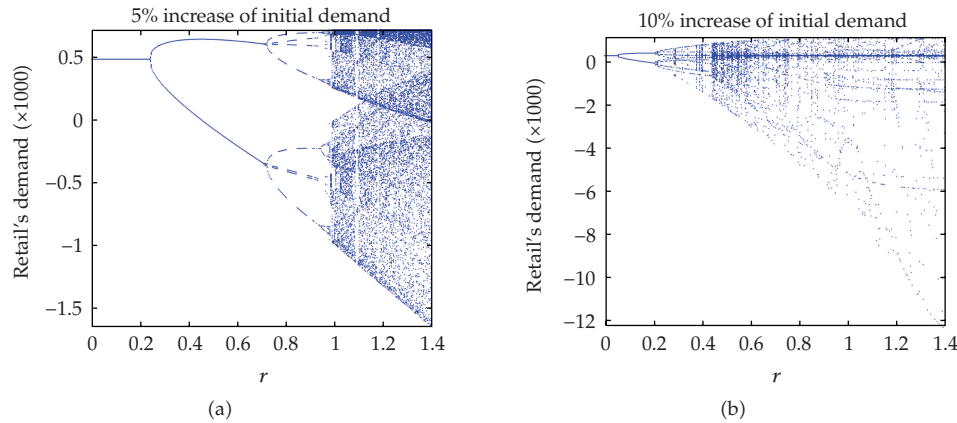 5% increase of initial demand
0.5
0
−0.5
−1
−1.5
Retail's demand (×1000)
0 0.2 0.4 0.6 0.8 1 1.2 1.4
r
(a)
10% increase of initial demand
0
−2
−4
−6
−8
−10
−12
Retail's demand (×1000)
0 0.2 0.4 0.6 0.8 1 1.2 1.4
r
(b)